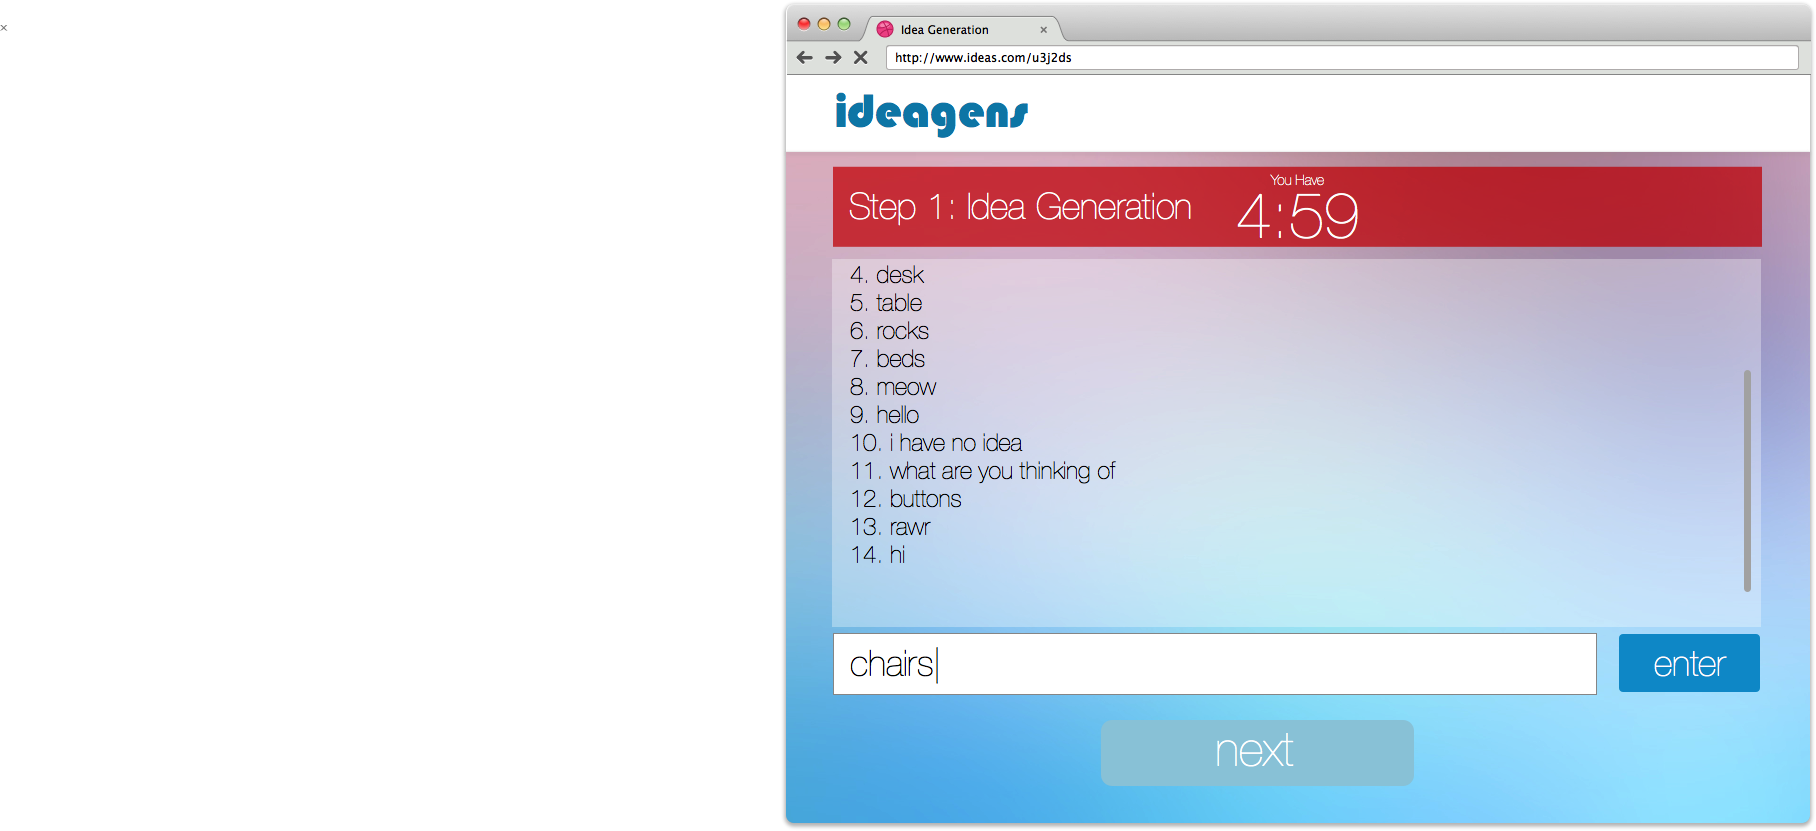 Idea Generation
http://www.ideas.com/u3j2ds
ideagens
You Have
Step 1: Idea Generation 4:59
4. desk
5. table
6. rocks
7. beds
8. meow
9. hello
10. i have no idea
11. what are you thinking of
12. buttons
13. rawr
14. hi
chairs enter
next